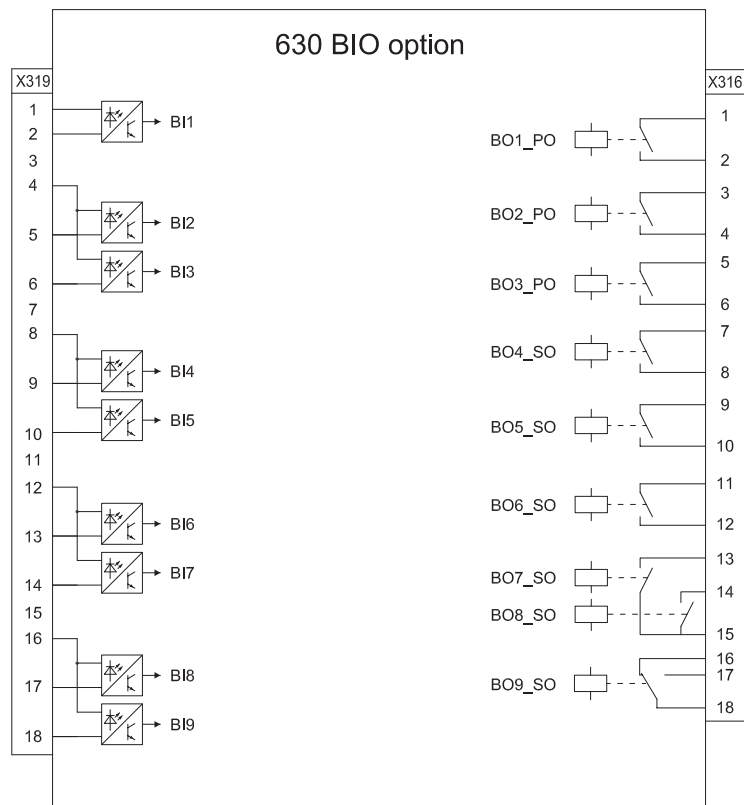 630 BIO option
X319
X316
1
BI1
2
3
4
BI2
5
BI3
6
7
8
BI4
9
BI5
10
11
12
BI6
13
BI7
14
15
16
BI8
17
BI9
18
BO1_PO
1
2
BO2_PO
3
4
BO3_PO
5
6
BO4_SO
7
8
BO5_SO
9
10
BO6_SO
11
12
BO7_SO
13
BO8_SO
14
15
BO9_SO
16
17
18